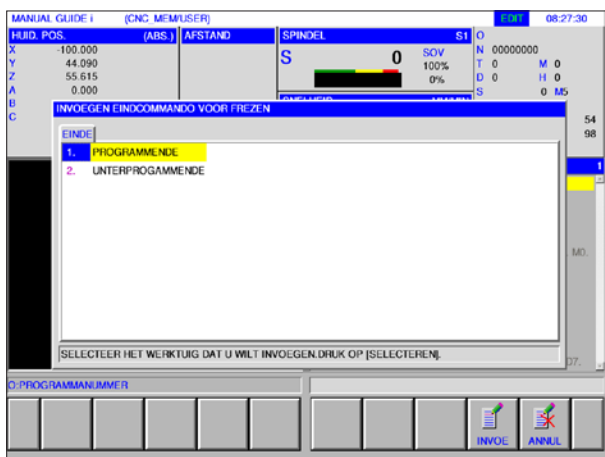 MANUAL GUIDE i (CNC_MEM/USER) EDIT 08:27:30
HUID. POS. (ABS.) AFSTAND SPINDEL S1 O
X -100.000 S 0 SOV N 00000000
Y 44.090 100% T 0 M 0
Z 55.615 0% D 0 H 0
A 0.000 S 0 M5
B
C
INVOEGEN EINDCOMMANDO VOOR FREZEN
54
98
EINDE
1. PROGRAMMENDE
1
2. UNTERPROGAMMENDE
M0.
SELECTEER HET WERKTUIG DAT U WILT INVOEGEN.DRUK OP [SELECTEREN].
07.
O:PROGRAMMANUMMER
INVOE ANNUL